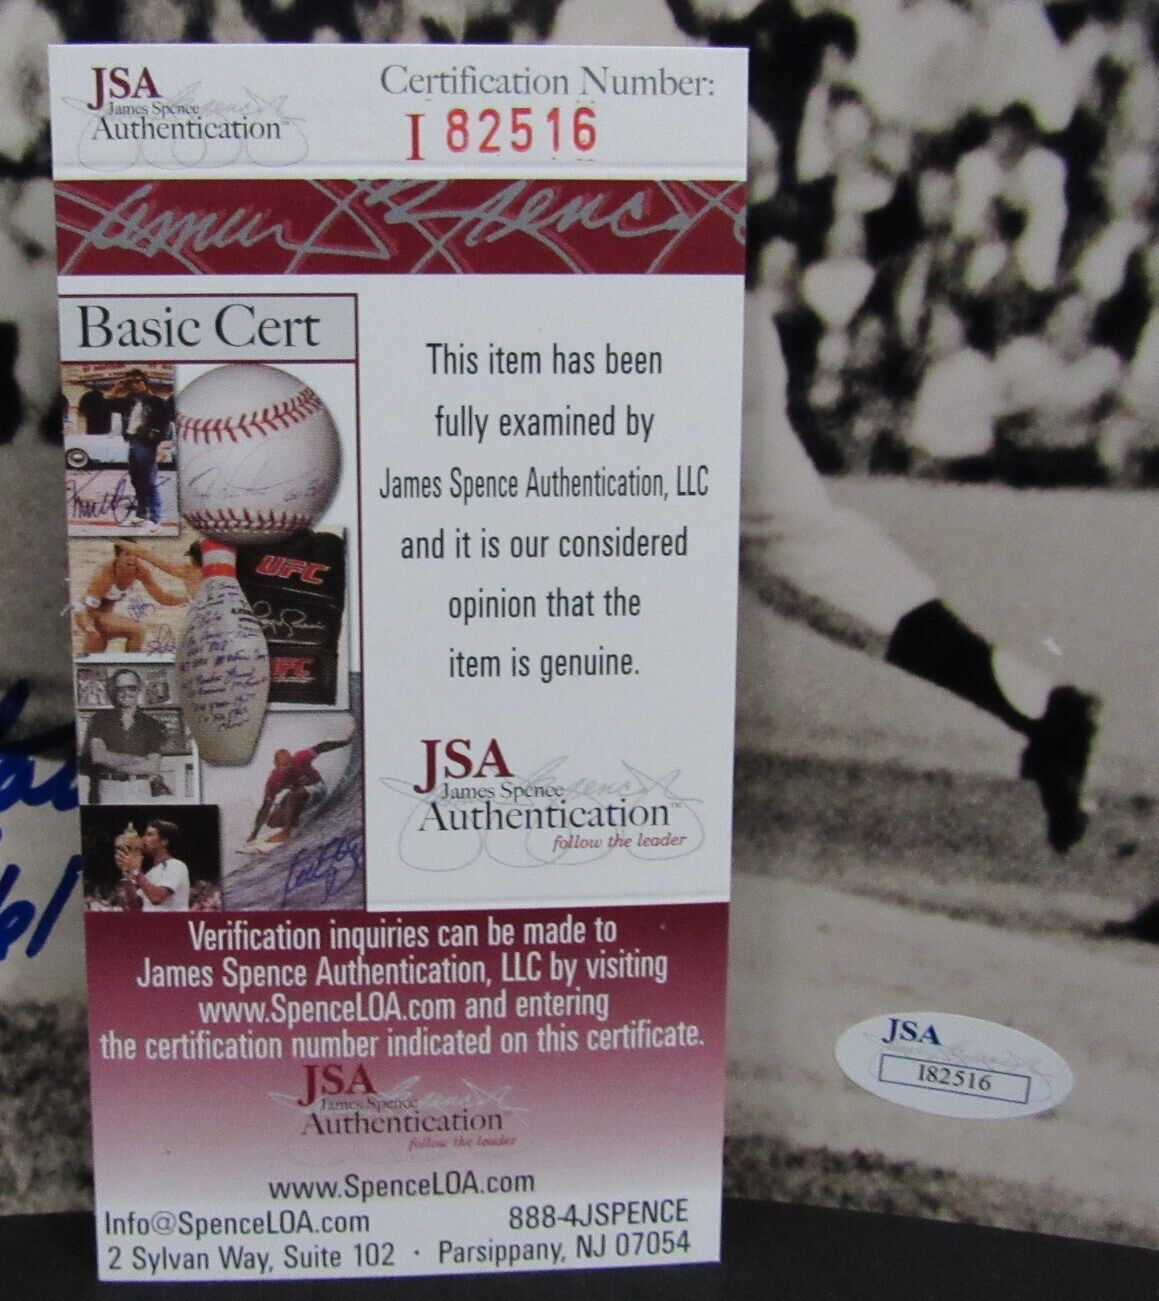 JSA
James Spence
Authentication™
Certification Number:
I 82516
Basic Cert
UFC
This item has been
fully examined by
James Spence Authentication, LLC
and it is our considered
opinion that the
item is genuine.
JSA
James Spence
Authentication™
follow the leader
Verification inquiries can be made to
James Spence Authentication, LLC by visiting
www.SpenceLOA.com and entering
the certification number indicated on this certificate.
JSA
James Spence
Authentication
follow the leader
www.SpenceLOA.com
Info@SpenceLOA.com 888-4JSPENCE
2 Sylvan Way, Suite 102 · Parsippany, NJ 07054
JSA
I82516